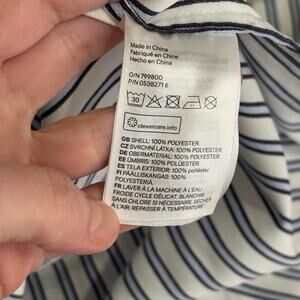 Made in China
Fabriqué en Chine
Hecho en China
O/N 799800
P/N 05382716
30
clevercare.info
GB SHELL: 100% POLYESTER.
CZ SVRCHNÍ LÁTKA: 100% POLYESTER.
DE OBERMATERIAL: 100% POLYESTER
EE ÜMBRIS: 100% POLÜESTER.
ES TELA EXTERIOR: 100% poliéster
FI PÄÄLLISKANGAS: 100%
POLYESTERIÄ.
FR LAVER À LA MACHINE À L'EAU
FROIDE CYCLE DÉLICAT. BLANCHIR
SANS CHLORE SI NÉCESSAIRE. SÉCHER
À L'AIR. REPASSER À TEMPÉRATURE